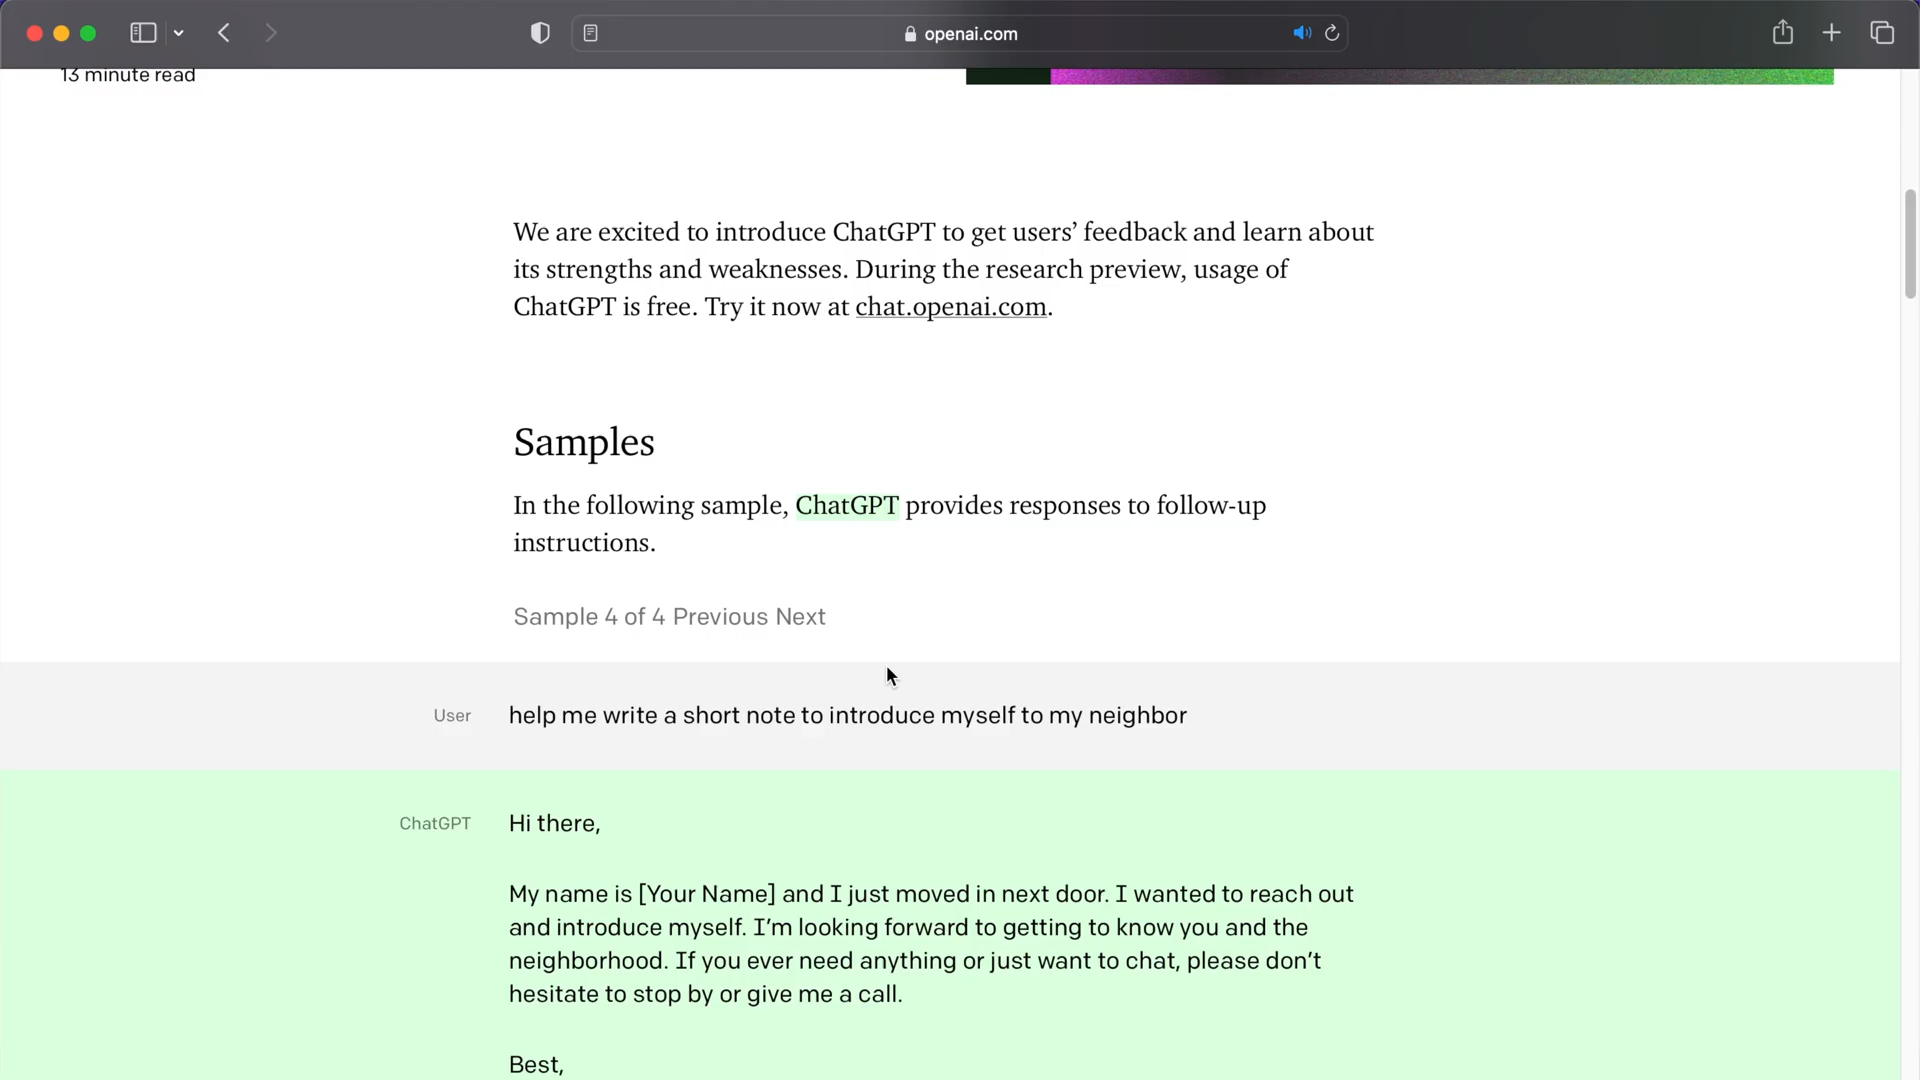 openai.com
13 minute read
We are excited to introduce ChatGPT to get users’ feedback and learn about
its strengths and weaknesses. During the research preview, usage of
ChatGPT is free. Try it now at chat.openai.com.
Samples
In the following sample, ChatGPT provides responses to follow-up
instructions.
Sample 4 of 4 Previous Next
User help me write a short note to introduce myself to my neighbor
ChatGPT Hi there,
My name is [Your Name] and I just moved in next door. I wanted to reach out
and introduce myself. I’m looking forward to getting to know you and the
neighborhood. If you ever need anything or just want to chat, please don’t
hesitate to stop by or give me a call.
Best,